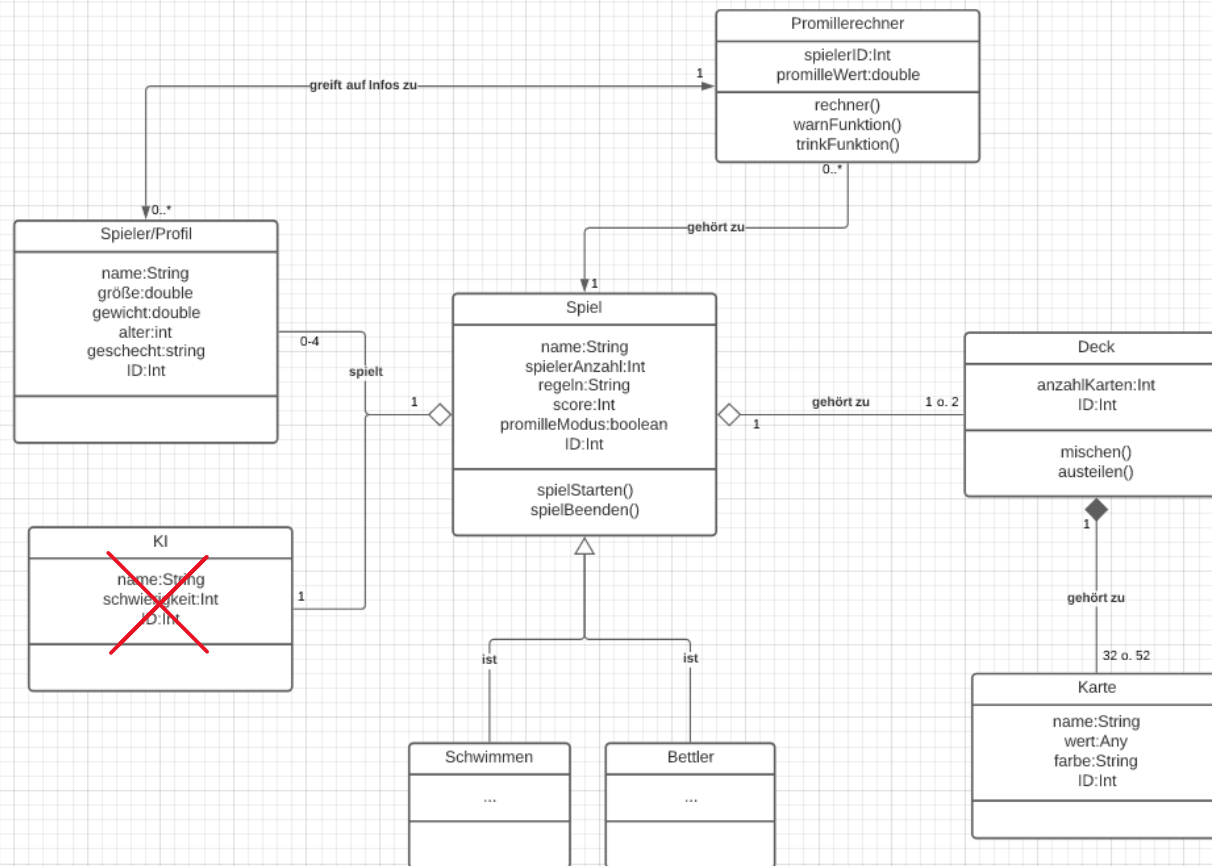 Promillerechner
spielerID:Int
promilleWert:double
rechner()
warnFunktion()
trinkFunktion()
greift auf Infos zu
1
0..*
0..*
gehört zu
1
Spieler/Profil
name:String
größe:double
gewicht:double
alter:int
geschecht:string
ID:Int
0-4
spielt
1
Spiel
name:String
spielerAnzahl:Int
regeln:String
score:Int
promilleModus:boolean
ID:Int
spielStarten()
spielBeenden()
gehört zu
1 o. 2
1
Deck
anzahlKarten:Int
ID:Int
mischen()
austeilen()
1
gehört zu
32 o. 52
KI
name:String
schwierigkeit:Int
ID:Int
1
ist
ist
Schwimmen
...
Bettler
...
Karte
name:String
wert:Any
farbe:String
ID:Int